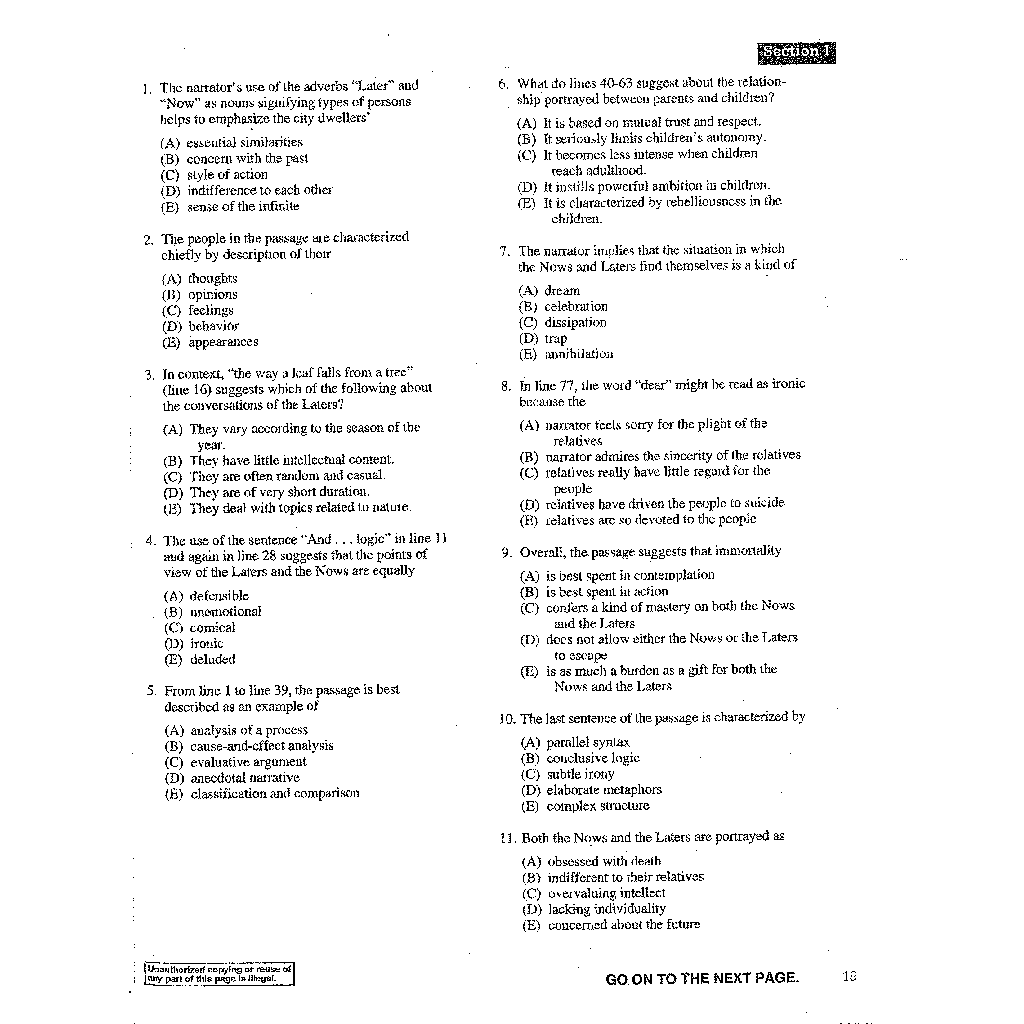 Section 1
1. The narrator's use of the adverbs "Later" and
"Now" as nouns signifying types of persons
helps to emphasize the city dwellers'
(A) essential similarities
(B) concern with the past
(C) style of action
(D) indifference to each other
(E) sense of the infinite
2. The people in the passage are characterized
chiefly by description of their
(A) thoughts
(B) opinions
(C) feelings
(D) behavior
(E) appearances
3. In context, "the way a leaf falls from a tree"
(line 16) suggests which of the following about
the conversations of the Laters?
(A) They vary according to the season of the
year.
(B) They have little intellectual content.
(C) They are often random and casual.
(D) They are of very short duration.
(E) They deal with topics related to nature.
4. The use of the sentence "And . . . logic" in line 11
and again in line 28 suggests that the points of
view of the Laters and the Nows are equally
(A) defensible
(B) unemotional
(C) comical
(D) ironic
(E) deluded
5. From line 1 to line 39, the passage is best
described as an example of
(A) analysis of a process
(B) cause-and-effect analysis
(C) evaluative argument
(D) anecdotal narrative
(E) classification and comparison
6. What do lines 40-63 suggest about the relation-
ship portrayed between parents and children?
(A) It is based on mutual trust and respect.
(B) It seriously limits children's autonomy.
(C) It becomes less intense when children
reach adulthood.
(D) It instills powerful ambition in children.
(E) It is characterized by rebelliousness in the
children.
7. The narrator implies that the situation in which
the Nows and Laters find themselves is a kind of
(A) dream
(B) celebration
(C) dissipation
(D) trap
(E) annihilation
8. In line 77, the word "dear" might be read as ironic
because the
(A) narrator feels sorry for the plight of the
relatives
(B) narrator admires the sincerity of the relatives
(C) relatives really have little regard for the
people
(D) relatives have driven the people to suicide
(E) relatives are so devoted to the people
9. Overall, the passage suggests that immortality
(A) is best spent in contemplation
(B) is best spent in action
(C) confers a kind of mastery on both the Nows
and the Laters
(D) does not allow either the Nows or the Laters
to escape
(E) is as much a burden as a gift for both the
Nows and the Laters
10. The last sentence of the passage is characterized by
(A) parallel syntax
(B) conclusive logic
(C) subtle irony
(D) elaborate metaphors
(E) complex structure
11. Both the Nows and the Laters are portrayed as
(A) obsessed with death
(B) indifferent to their relatives
(C) overvaluing intellect
(D) lacking individuality
(E) concerned about the future
Unauthorized copying or reuse of
any part of this page is illegal.
GO ON TO THE NEXT PAGE.